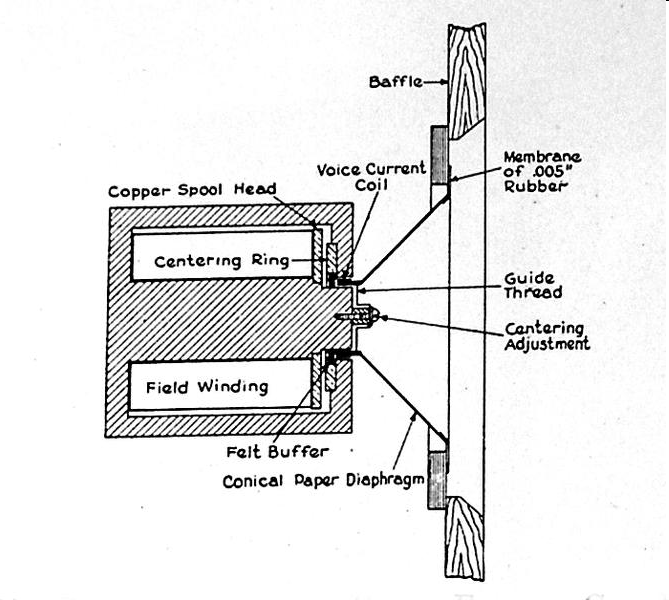 Baffle
Membrane
of .005"
Rubber
Voice Current
Coil
Copper Spool Head
Centering Ring
Guide
Thread
Centering
Adjustment
Field Winding
Felt Buffer
Conical Paper Diaphragm